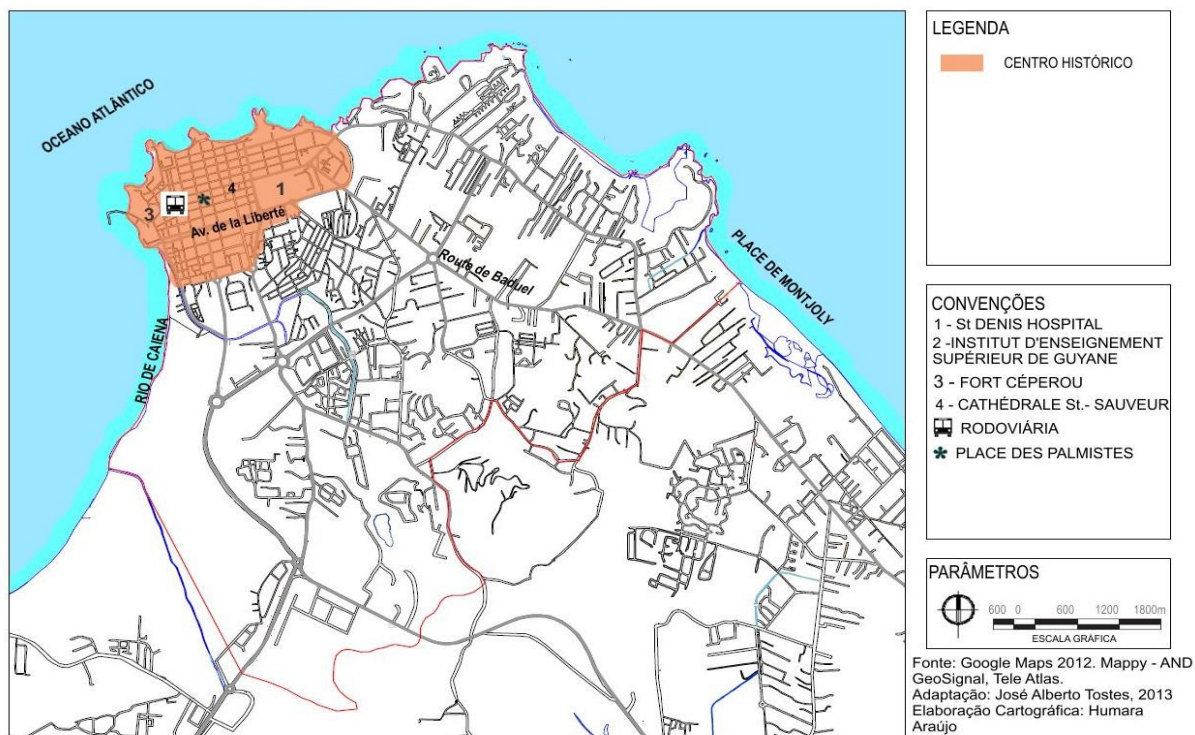 OCEANO ATLÂNTICO
3
4
1
Av. de la Liberté
Route de Baduel
PLACE DE MONTJOLY
RIO DE CAIENA
LEGENDA
CENTRO HISTÓRICO
CONVENÇÕES
1 - St DENIS HOSPITAL
2 -INSTITUT D'ENSEIGNEMENT
SUPÉRIEUR DE GUYANE
3 - FORT CÉPEROU
4 - CATHÉDRALE St.- SAUVEUR
RODOVIÁRIA
PLACE DES PALMISTES
PARÂMETROS
600 0 600 1200 1800m
ESCALA GRAFICA
Fonte: Google Maps 2012. Mappy - AND
GeoSignal, Tele Atlas.
Adaptação: José Alberto Tostes, 2013
Elaboração Cartográfica: Humara
Araújo